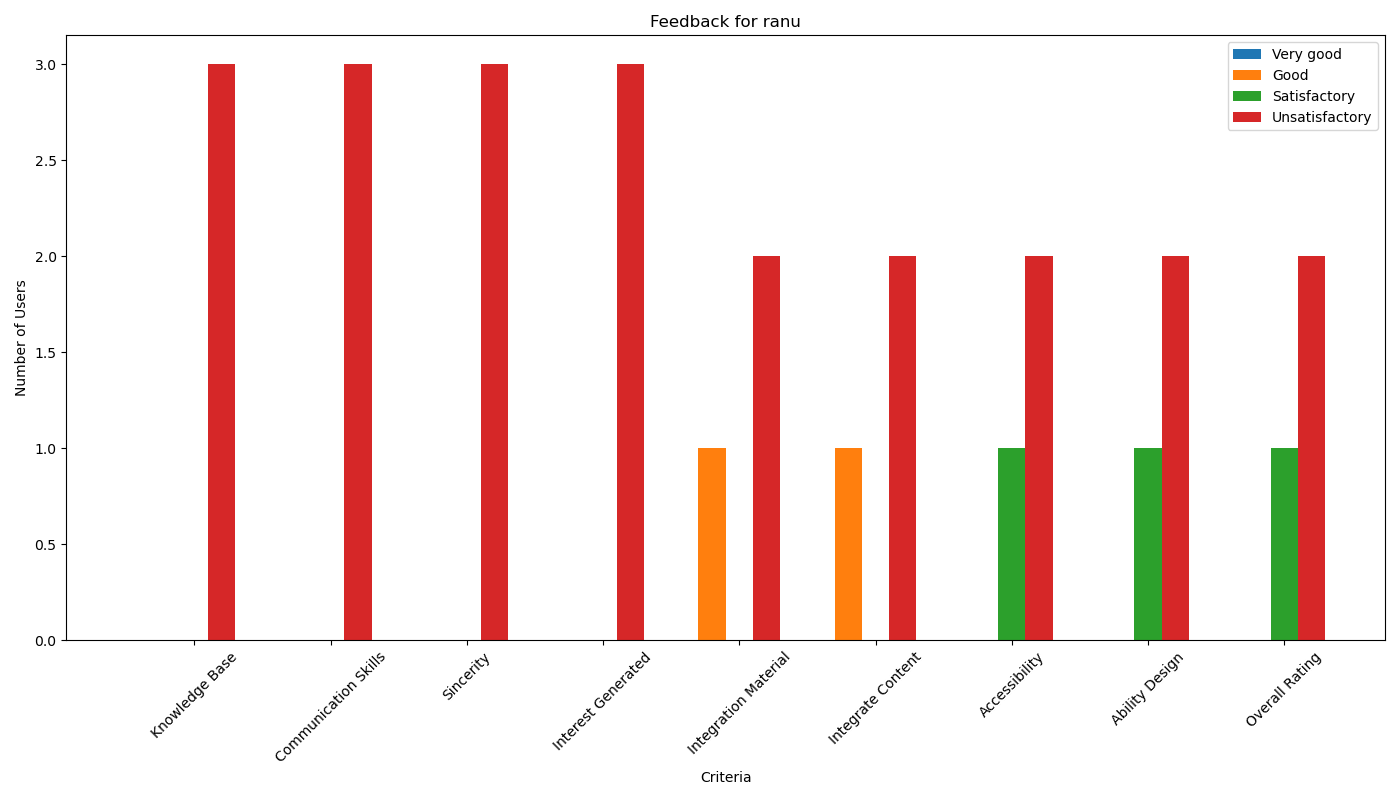 Feedback for ranu
Very good
Good
Satisfactory
Unsatisfactory
Number of Users
3.0
2.5
2.0
1.5
1.0
0.5
0.0
Knowledge Base
Communication Skills
Sincerity
Interest Generated
Integration Material
Integrate Content
Accessibility
Ability Design
Overall Rating
Criteria